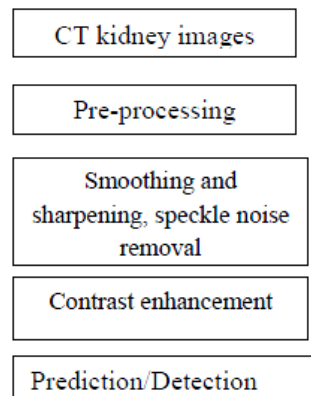 CT kidney images
Pre-processing
Smoothing and
sharpening, speckle noise
removal
Contrast enhancement
Prediction/Detection